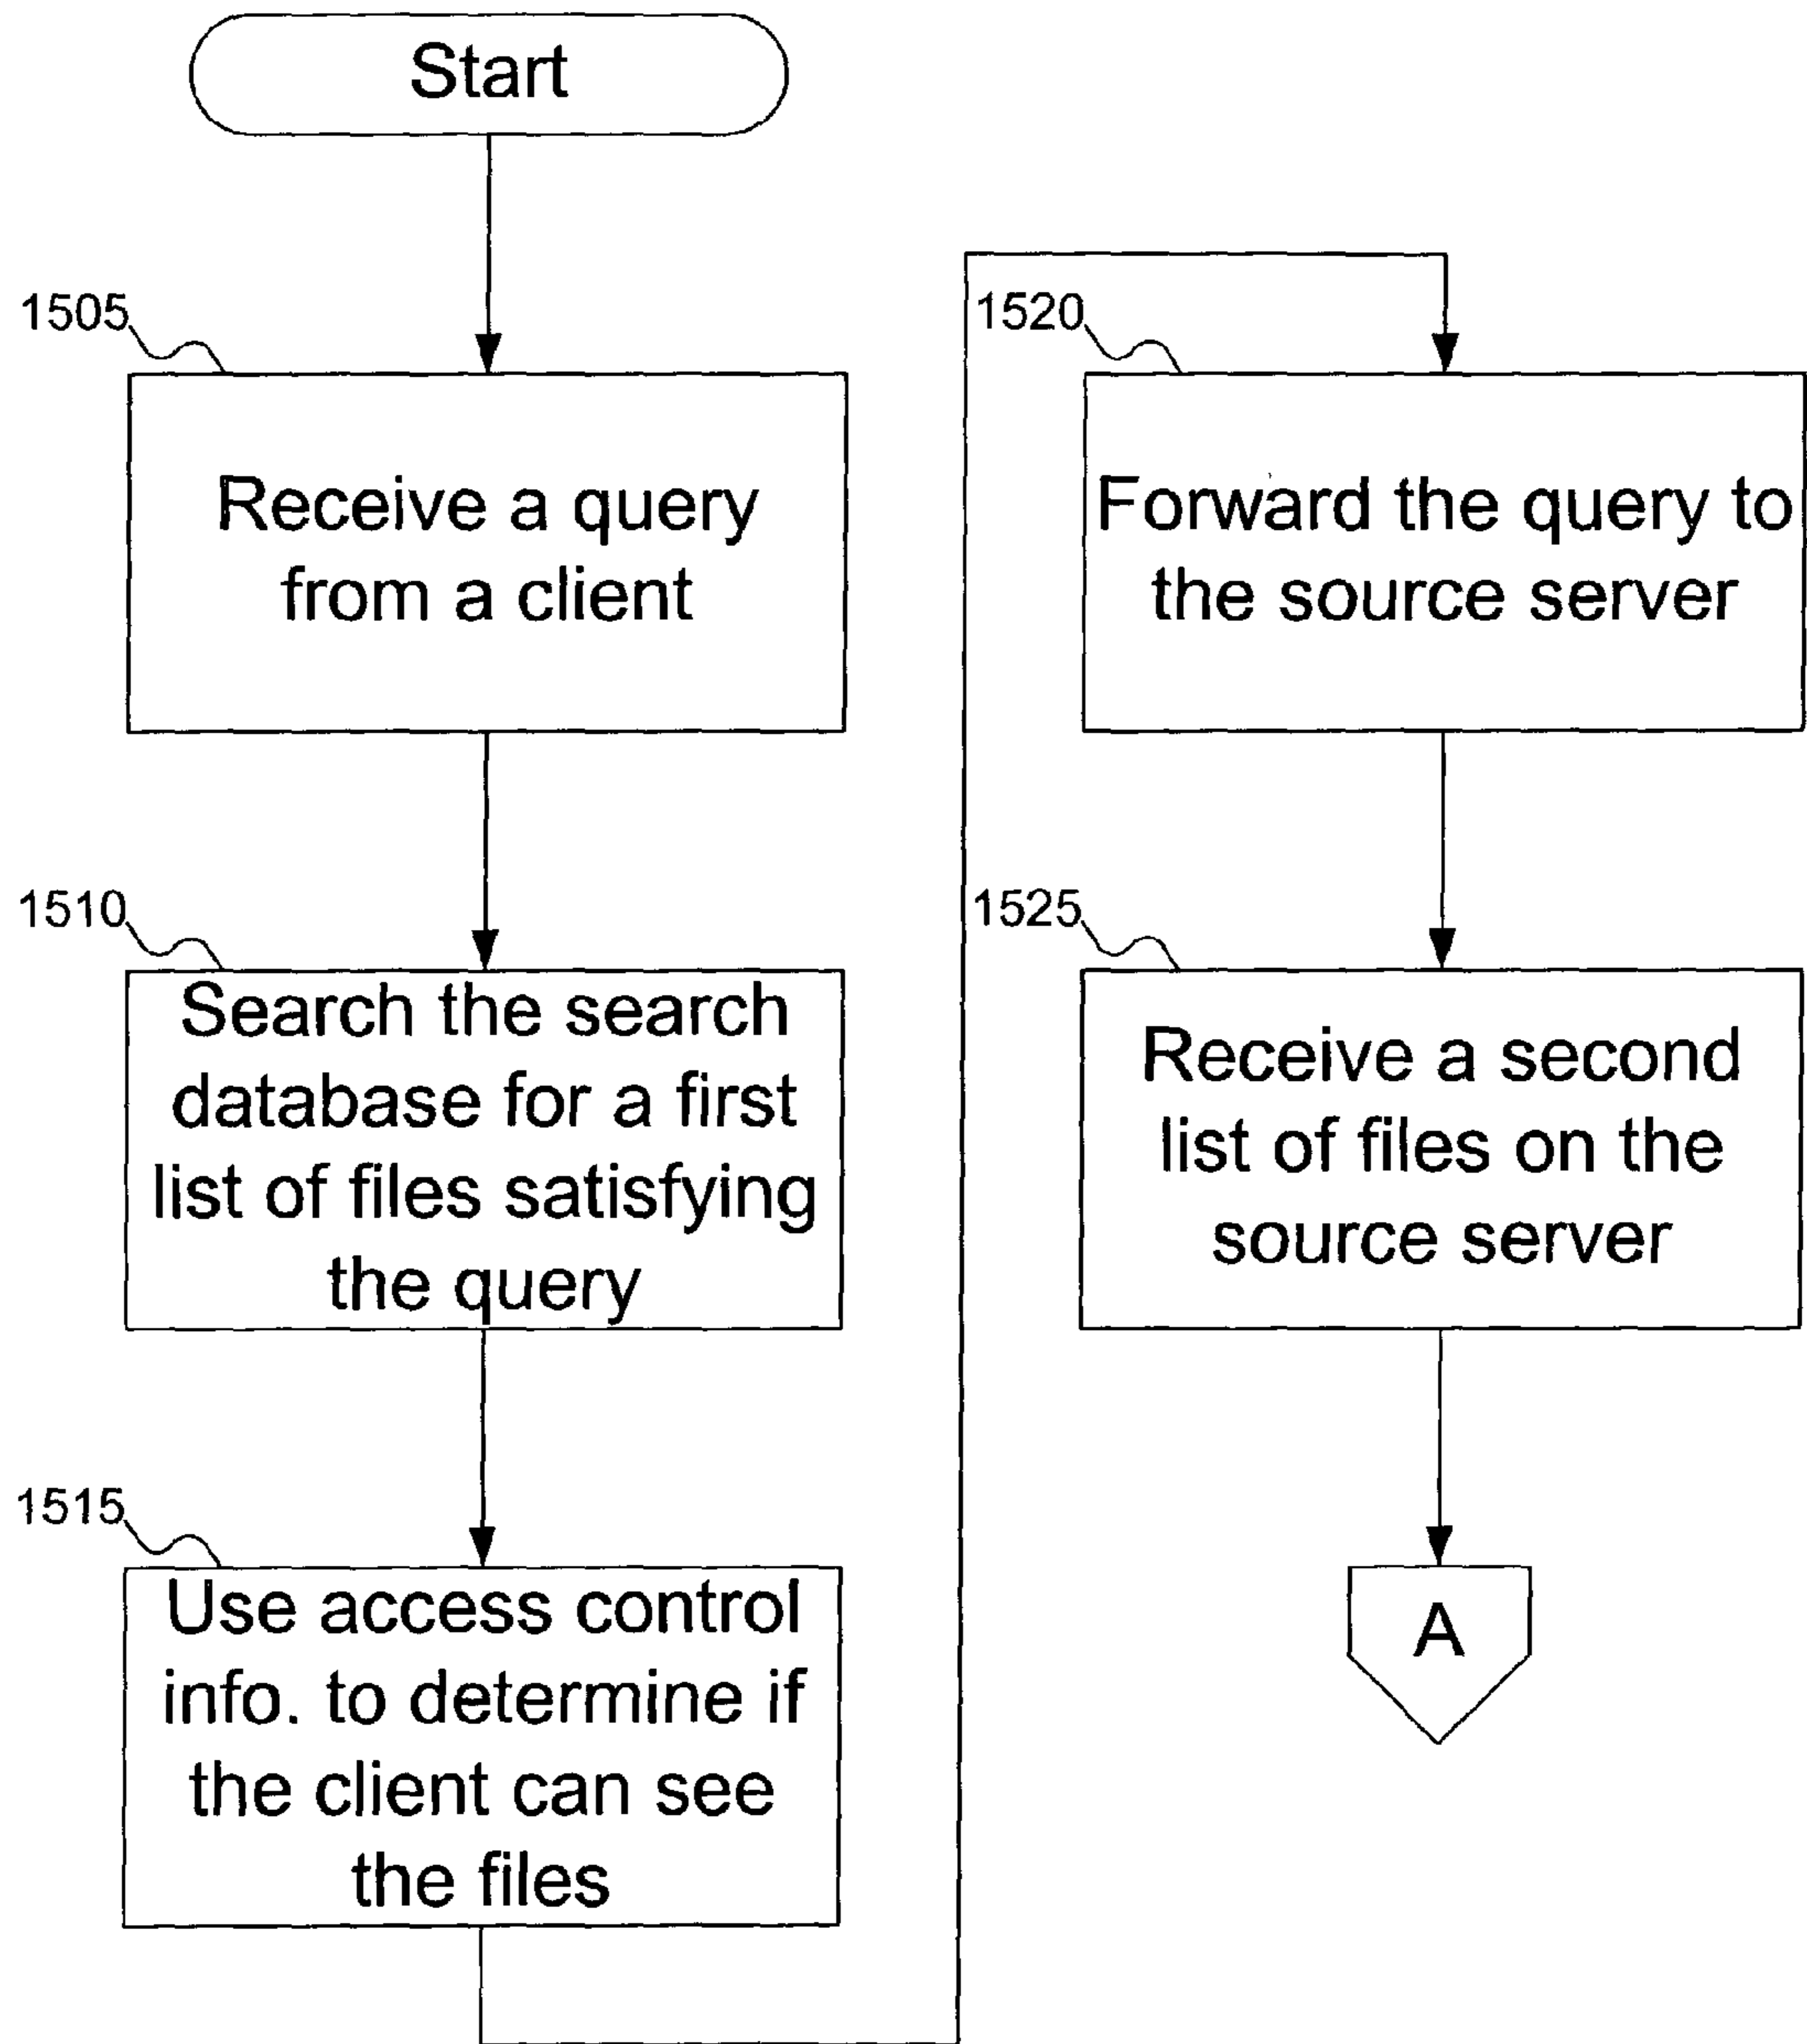 Start
1505
Receive a query
from a client
1510
Search the search
database for a first
list of files satisfying
the query
1515
Use access control
info. to determine if
the client can see
the files
1520
Forward the query to
the source server
1525
Receive a second
list of files on the
source server
A